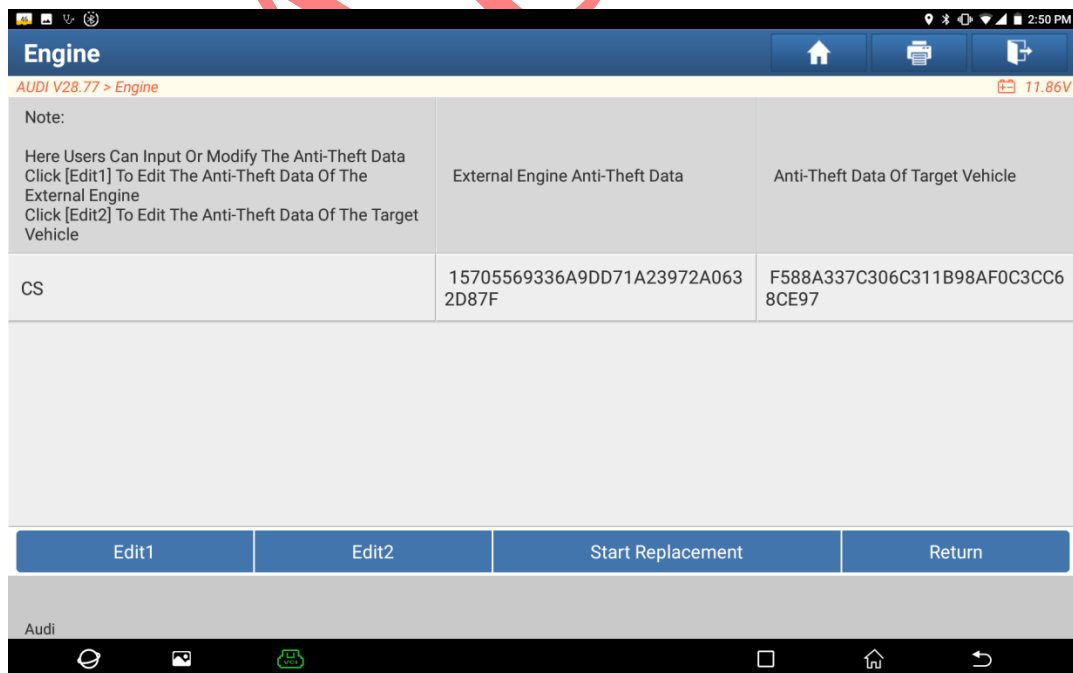 2:50 PM
Engine
AUDI V28.77 > Engine
11.86V
Note:
Here Users Can Input Or Modify The Anti-Theft Data
Click [Edit1] To Edit The Anti-Theft Data Of The
External Engine
Click [Edit2] To Edit The Anti-Theft Data Of The Target
Vehicle
External Engine Anti-Theft Data
Anti-Theft Data Of Target Vehicle
CS
15705569336A9DD71A23972A063
2D87F
F588A337C306C311B98AF0C3CC6
8CE97
Edit1
Edit2
Start Replacement
Return
Audi
VCI